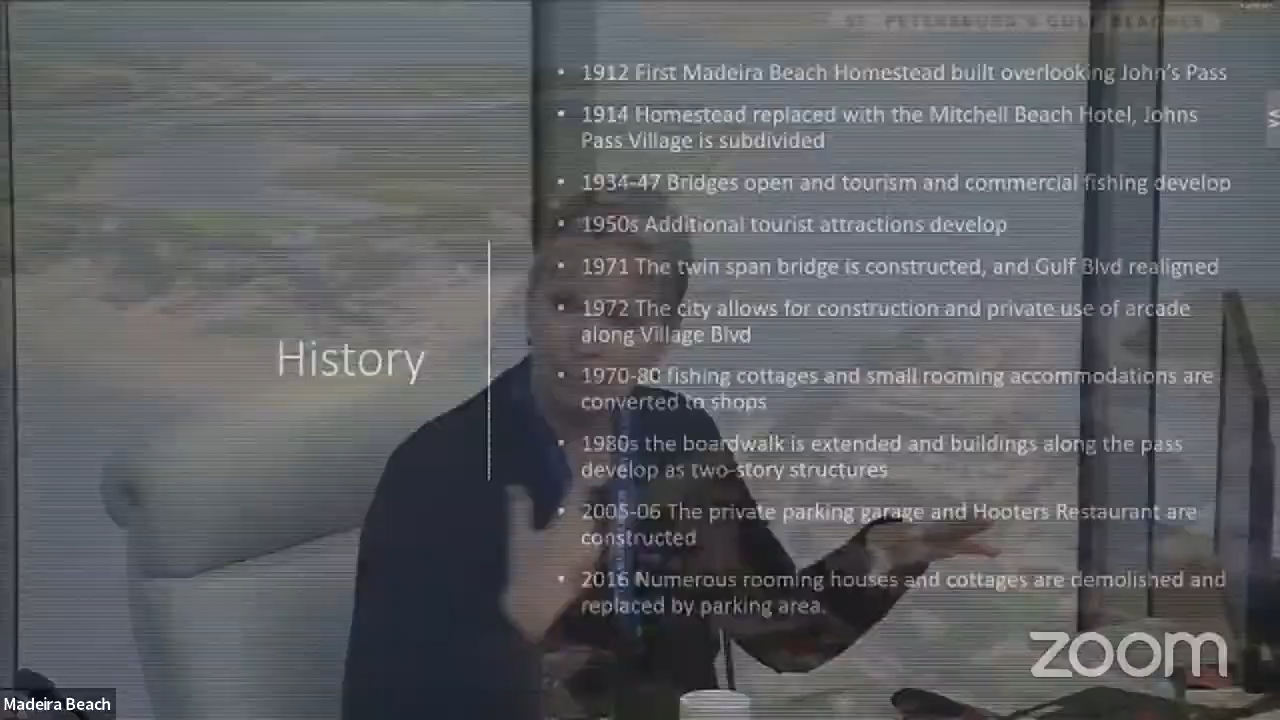 ST. PETERSBURG'S GULF BEACHES
• 1912 First Madeira Beach Homestead built overlooking John's Pass
• 1914 Homestead replaced with the Mitchell Beach Hotel, Johns
Pass Village is subdivided
• 1934-47 Bridges open and tourism and commercial fishing develop
• 1950s Additional tourist attractions develop
• 1971 The twin span bridge is constructed, and Gulf Blvd realigned
• 1972 The city allows for construction and private use of arcade
along Village Blvd
History
• 1970-80 fishing cottages and small rooming accommodations are
converted to shops
• 1980s the boardwalk is extended and buildings along the pass
develop as two-story structures
• 2005-06 The private parking garage and Hooters Restaurant are
constructed
• 2016 Numerous rooming houses and cottages are demolished and
replaced by parking area.
zoom
Madeira Beach